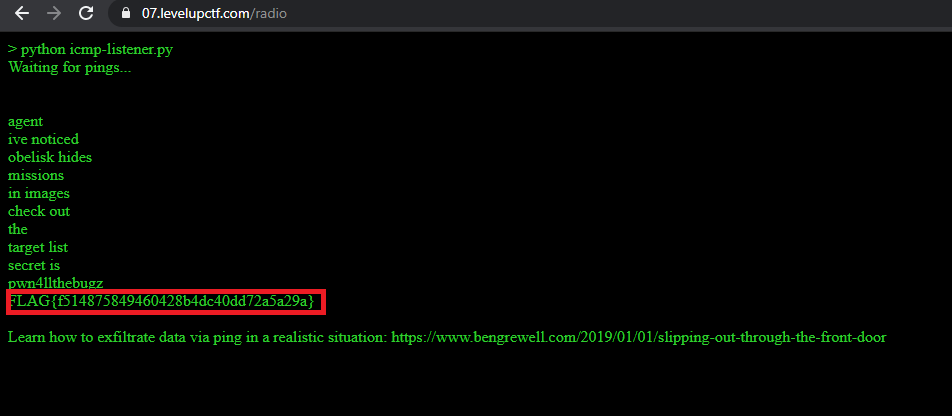 07.levelupctf.com/radio
> python icmp-listener.py
Waiting for pings...
agent
ive noticed
obelisk hides
missions
in images
check out
the
target list
secret is
pwn4llthebugz
FLAG{f514875849460428b4dc40dd72a5a29a}
Learn how to exfiltrate data via ping in a realistic situation: https://www.bengrewell.com/2019/01/01/slipping-out-through-the-front-door